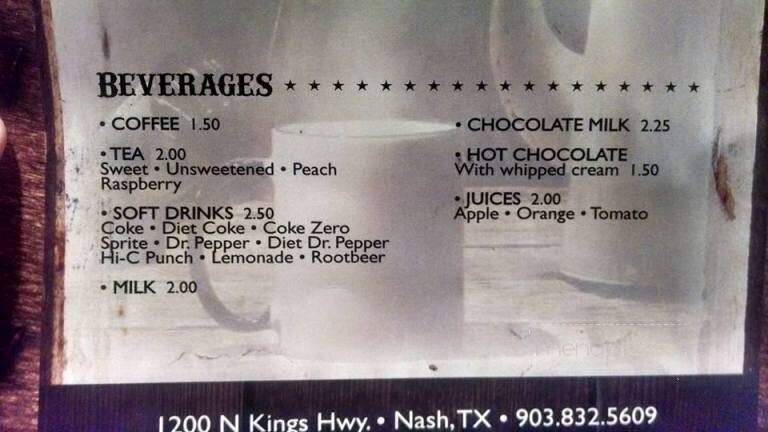 BEVERAGES ★ ★ ★ ★ ★ ★ ★ ★ ★ ★ ★ ★ ★ ★ ★ ★ ★ ★
• COFFEE 1.50
• TEA 2.00
Sweet • Unsweetened • Peach
Raspberry
• SOFT DRINKS 2.50
Coke • Diet Coke • Coke Zero
Sprite • Dr. Pepper • Diet Dr. Pepper
Hi-C Punch • Lemonade • Rootbeer
• MILK 2.00
• CHOCOLATE MILK 2.25
• HOT CHOCOLATE
With whipped cream 1.50
• JUICES 2.00
Apple • Orange • Tomato
1200 N Kings Hwy. • Nash, TX • 903.832.5609